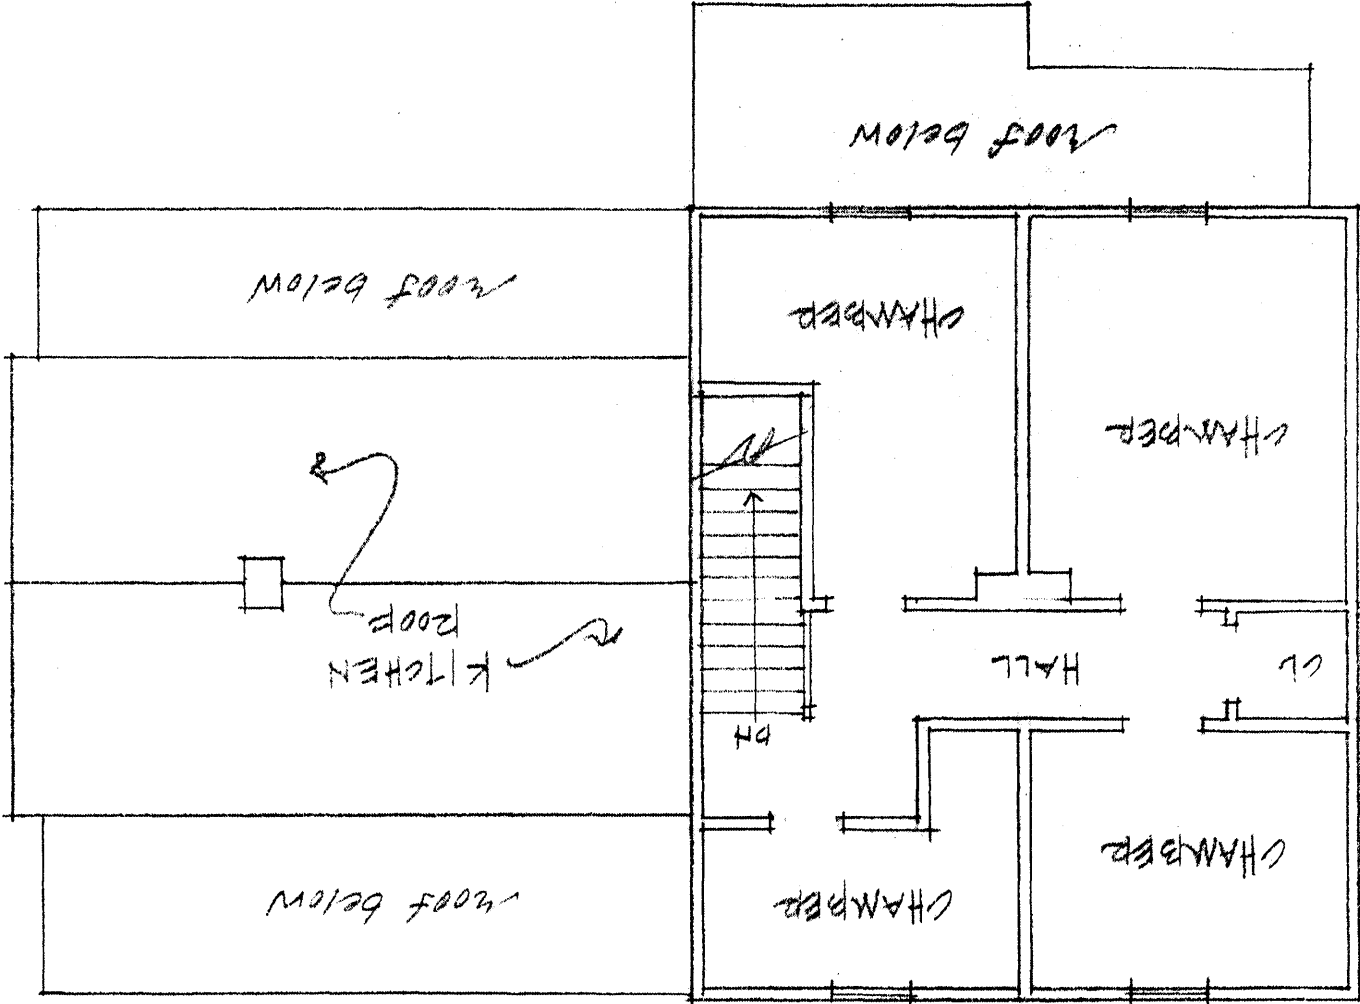 CHAMBER
roof below
CHAMBER
DN
CL
HALL
KITCHEN
ROOF
CHAMBER
CHAMBER
roof below
roof below